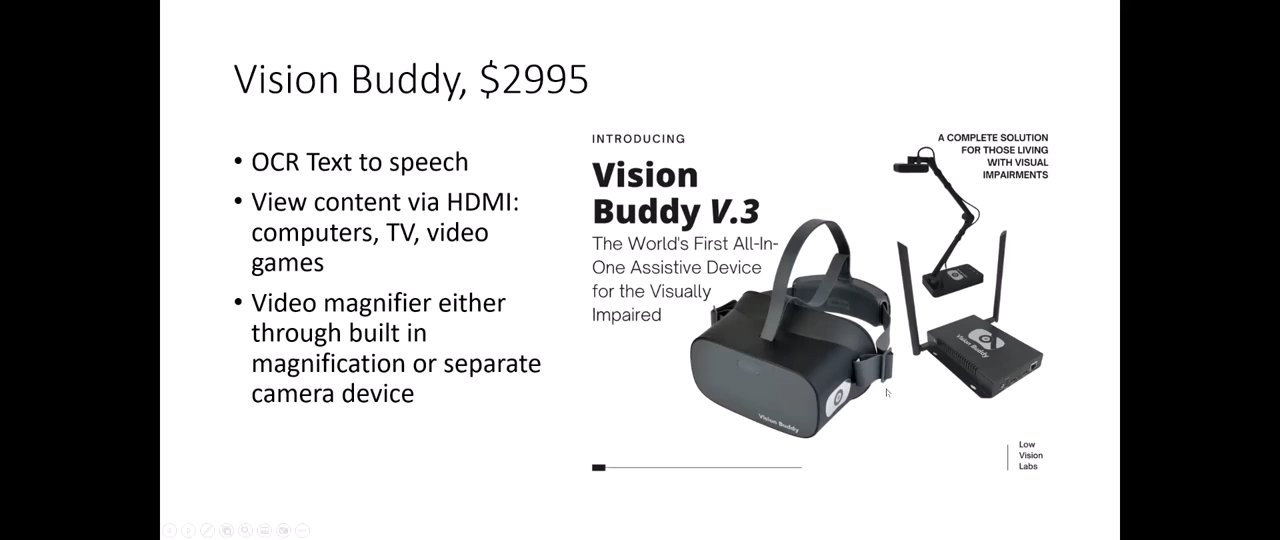 Vision Buddy, $2995
• OCR Text to speech
• View content via HDMI:
computers, TV, video
games
• Video magnifier either
through built in
magnification or separate
camera device
INTRODUCING
Vision
Buddy V.3
The World's First All-In-
One Assistive Device
for the Visually
Impaired
A COMPLETE SOLUTION
FOR THOSE LIVING
WITH VISUAL
IMPAIRMENTS
Vision Buddy
Vision Buddy
Low
Vision
Labs